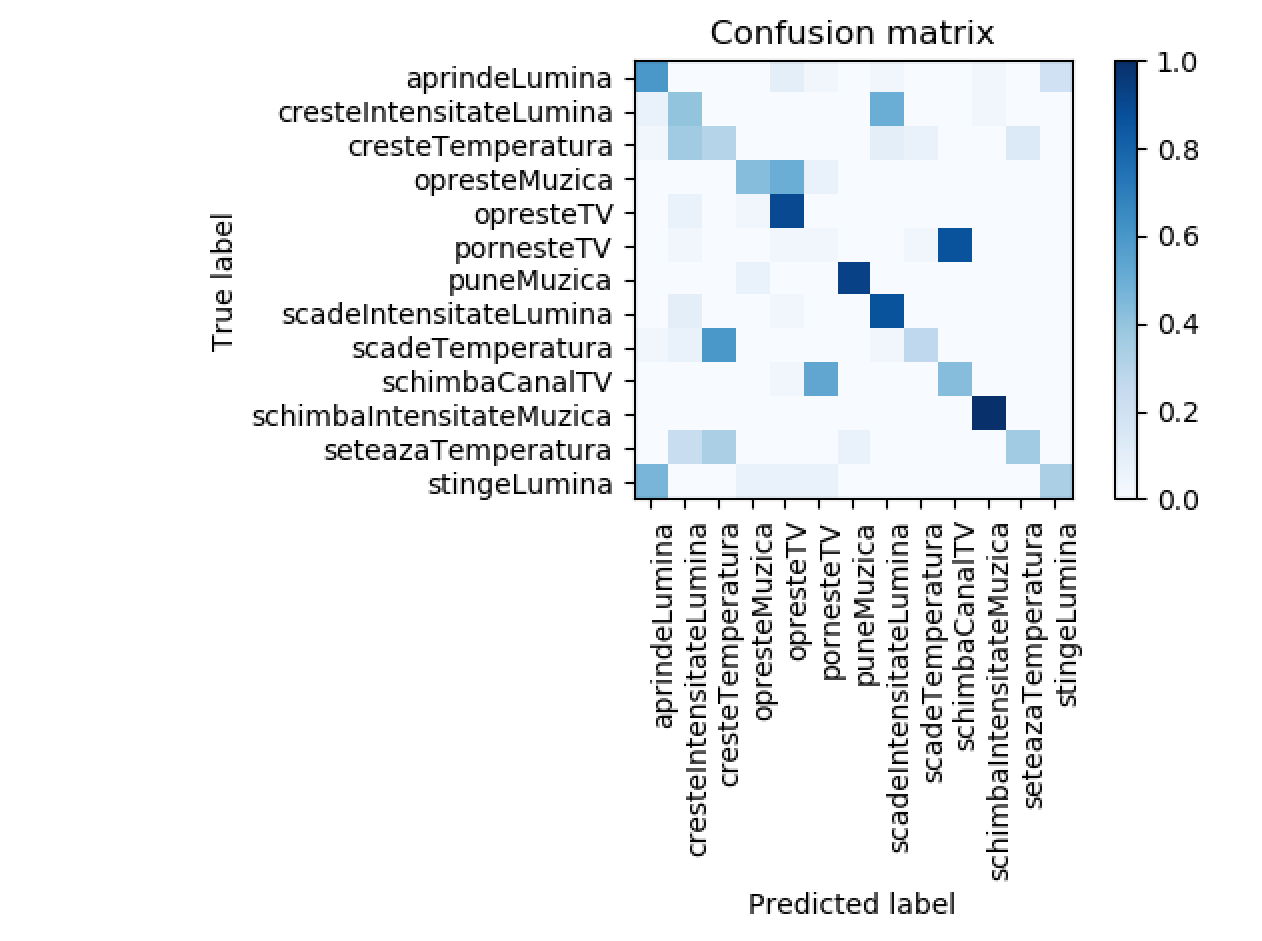 Confusion matrix
aprindeLumina
cresteIntensitateLumina
cresteTemperatura
opresteMuzica
opresteTV
pornesteTV
puneMuzica
scadeIntensitateLumina
scadeTemperatura
schimbaCanalTV
schimbaIntensitateMuzica
seteazaTemperatura
stingeLumina
True label
aprindeLumina
cresteIntensitateLumina
cresteTemperatura
opresteMuzica
opresteTV
pornesteTV
puneMuzica
scadeIntensitateLumina
scadeTemperatura
schimbaCanalTV
schimbaIntensitateMuzica
seteazaTemperatura
stingeLumina
Predicted label
1.0
0.8
0.6
0.4
0.2
0.0